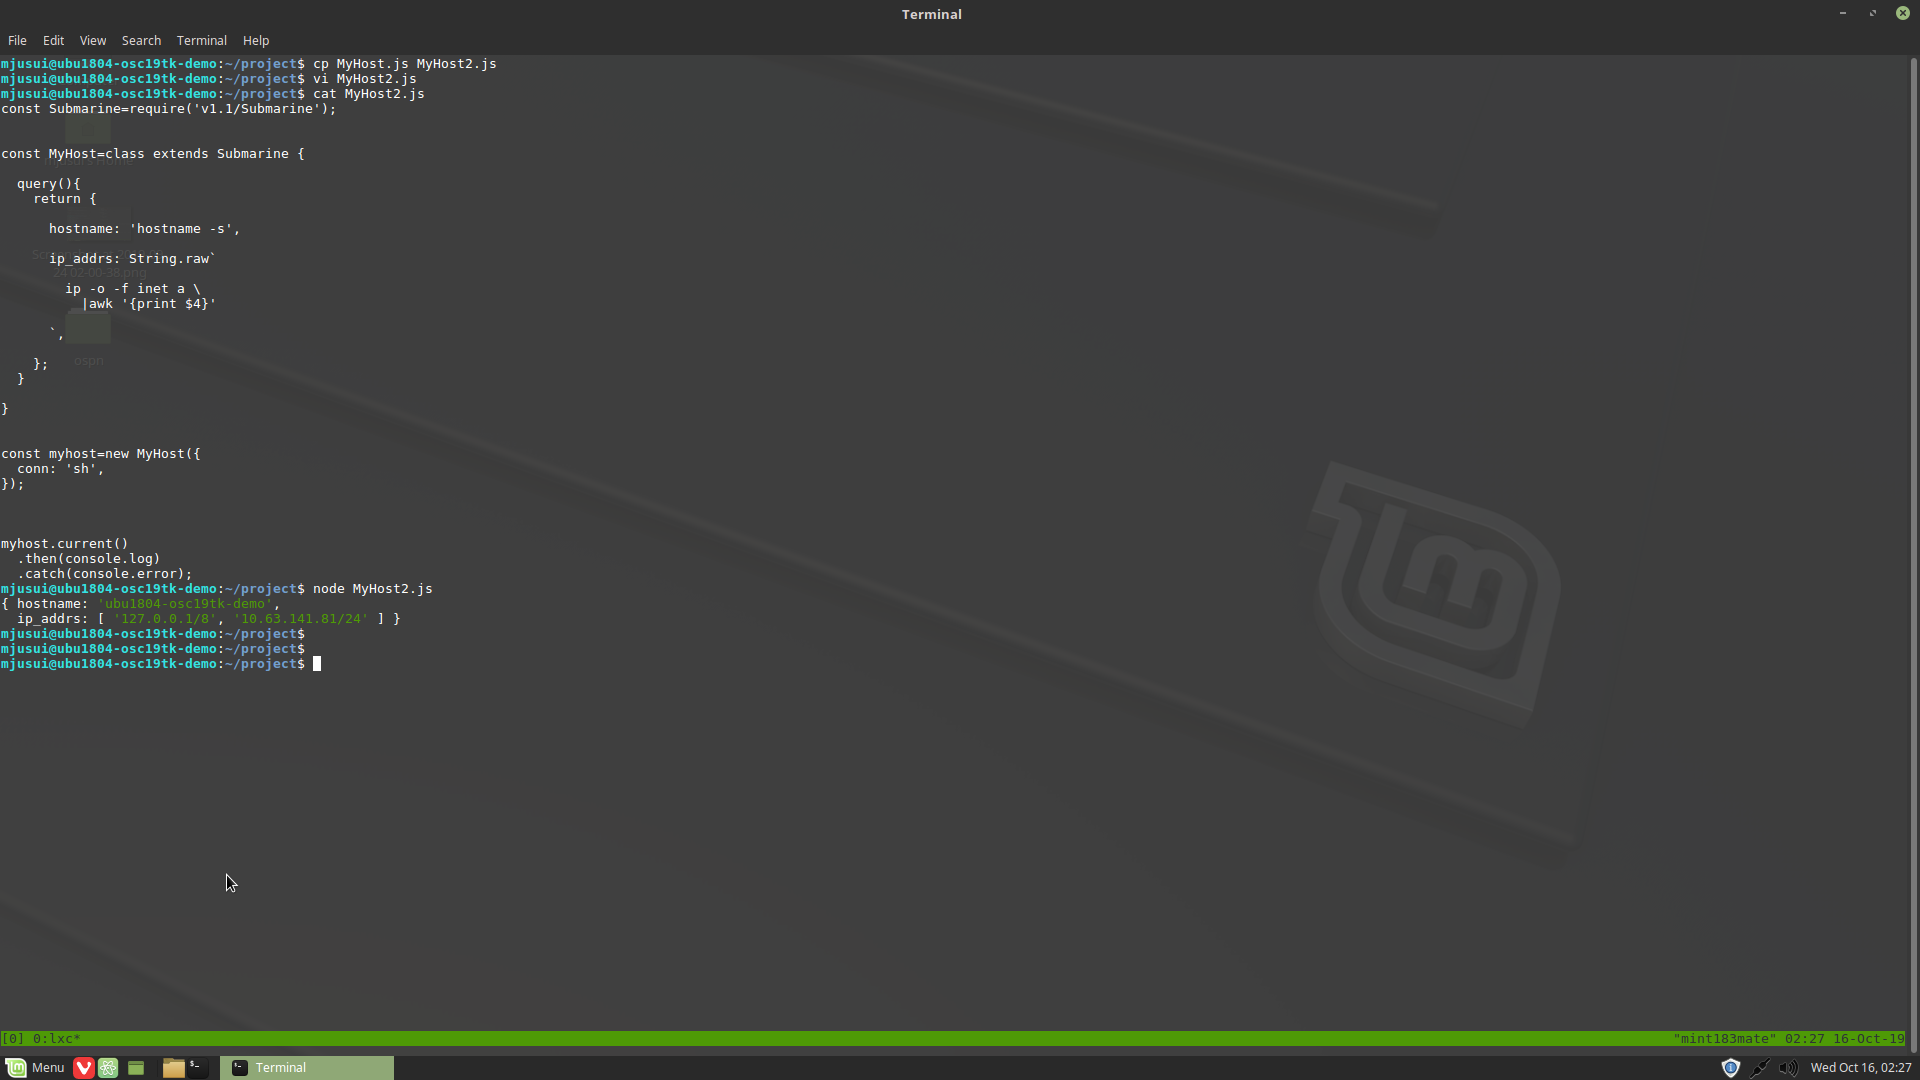 Terminal
File Edit View Search Terminal Help
mjusui@ubu1804-osc19tk-demo:~/project$ cp MyHost.js MyHost2.js
mjusui@ubu1804-osc19tk-demo:~/project$ vi MyHost2.js
mjusui@ubu1804-osc19tk-demo:~/project$ cat MyHost2.js
const Submarine=require('v1.1/Submarine');
const MyHost=class extends Submarine {
  query(){
    return {
      hostname: 'hostname -s',
      ip_addrs: String.raw`
24 02-00-38.png
        ip -o -f inet a \
          |awk '{print $4}'
      `,
ospn
    };
  }
}
const myhost=new MyHost({
  conn: 'sh',
});
myhost.current()
  .then(console.log)
  .catch(console.error);
mjusui@ubu1804-osc19tk-demo:~/project$ node MyHost2.js
{ hostname: 'ubu1804-osc19tk-demo',
  ip_addrs: [ '127.0.0.1/8', '10.63.141.81/24' ] }
mjusui@ubu1804-osc19tk-demo:~/project$
mjusui@ubu1804-osc19tk-demo:~/project$
mjusui@ubu1804-osc19tk-demo:~/project$
[0] 0:lxc* "mint183mate" 02:27 16-Oct-19
Menu Terminal Wed Oct 16, 02:27